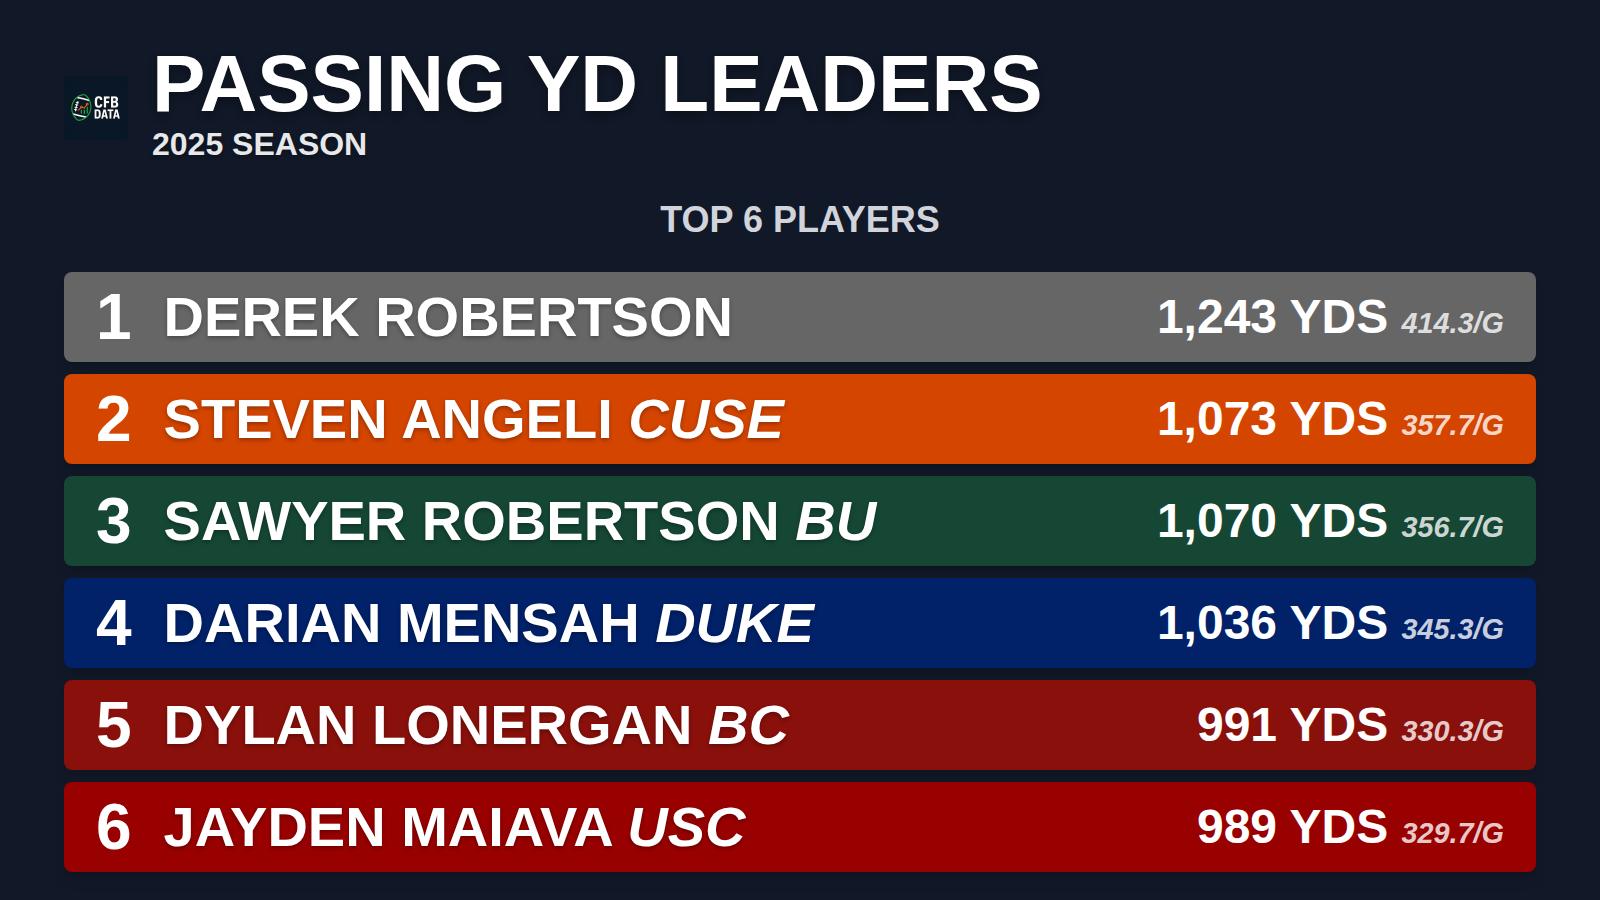 CFB
DATA
PASSING YD LEADERS
2025 SEASON
TOP 6 PLAYERS
1 DEREK ROBERTSON 1,243 YDS 414.3/G
2 STEVEN ANGELI CUSE 1,073 YDS 357.7/G
3 SAWYER ROBERTSON BU 1,070 YDS 356.7/G
4 DARIAN MENSAH DUKE 1,036 YDS 345.3/G
5 DYLAN LONERGAN BC 991 YDS 330.3/G
6 JAYDEN MAIAVA USC 989 YDS 329.7/G